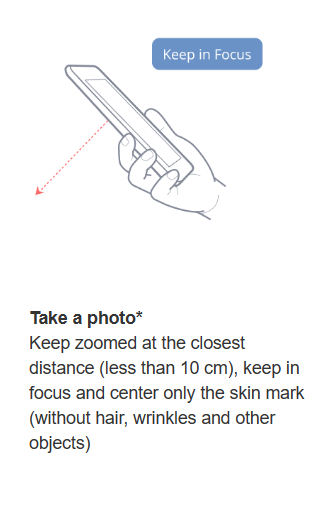 Keep in Focus
Take a photo*
Keep zoomed at the closest
distance (less than 10 cm), keep in
focus and center only the skin mark
(without hair, wrinkles and other
objects)